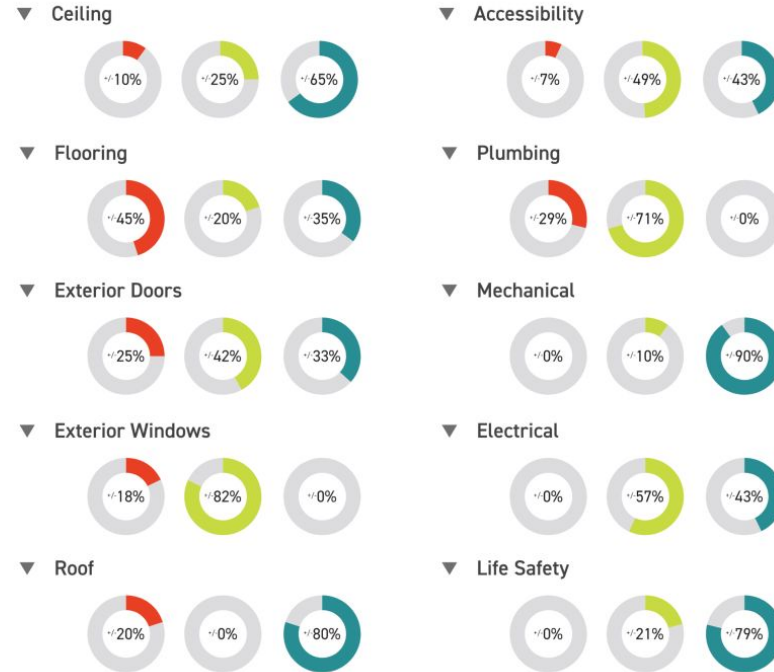 Ceiling
+/-10% +/-25% +/-65%
Flooring
+/-45% +/-20% +/-35%
Exterior Doors
+/-25% +/-42% +/-33%
Exterior Windows
+/-18% +/-82% +/-0%
Roof
+/-20% +/-0% +/-80%
Accessibility
+/-7% +/-49% +/-43%
Plumbing
+/-29% +/-71% +/-0%
Mechanical
+/-0% +/-10% +/-90%
Electrical
+/-0% +/-57% +/-43%
Life Safety
+/-0% +/-21% +/-79%